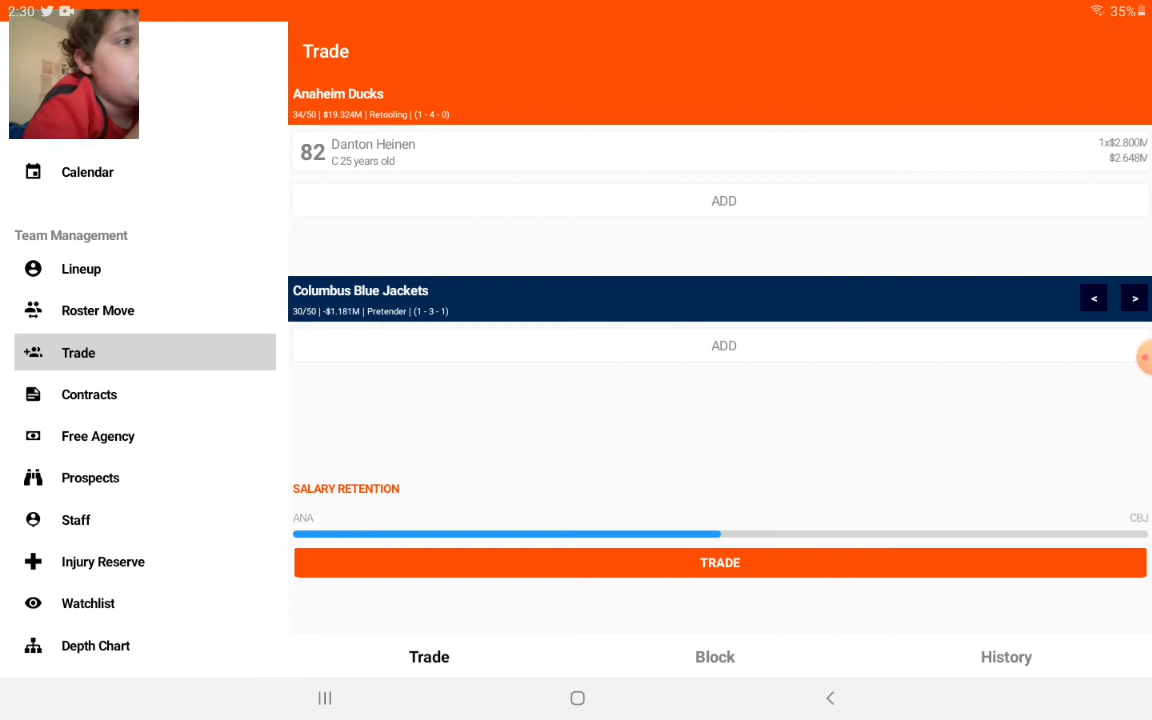 2:30
35%
Trade
Anaheim Ducks
34/50 | $19.324M | Retooling | (1 - 4 - 0)
82 Danton Heinen 1x$2.800M
C 25 years old $2.648M
ADD
Columbus Blue Jackets
30/50 | -$1.181M | Pretender | (1 - 3 - 1)
< >
ADD
SALARY RETENTION
ANA CBJ
TRADE
Trade Block History
Calendar
Team Management
Lineup
Roster Move
Trade
Contracts
Free Agency
Prospects
Staff
Injury Reserve
Watchlist
Depth Chart